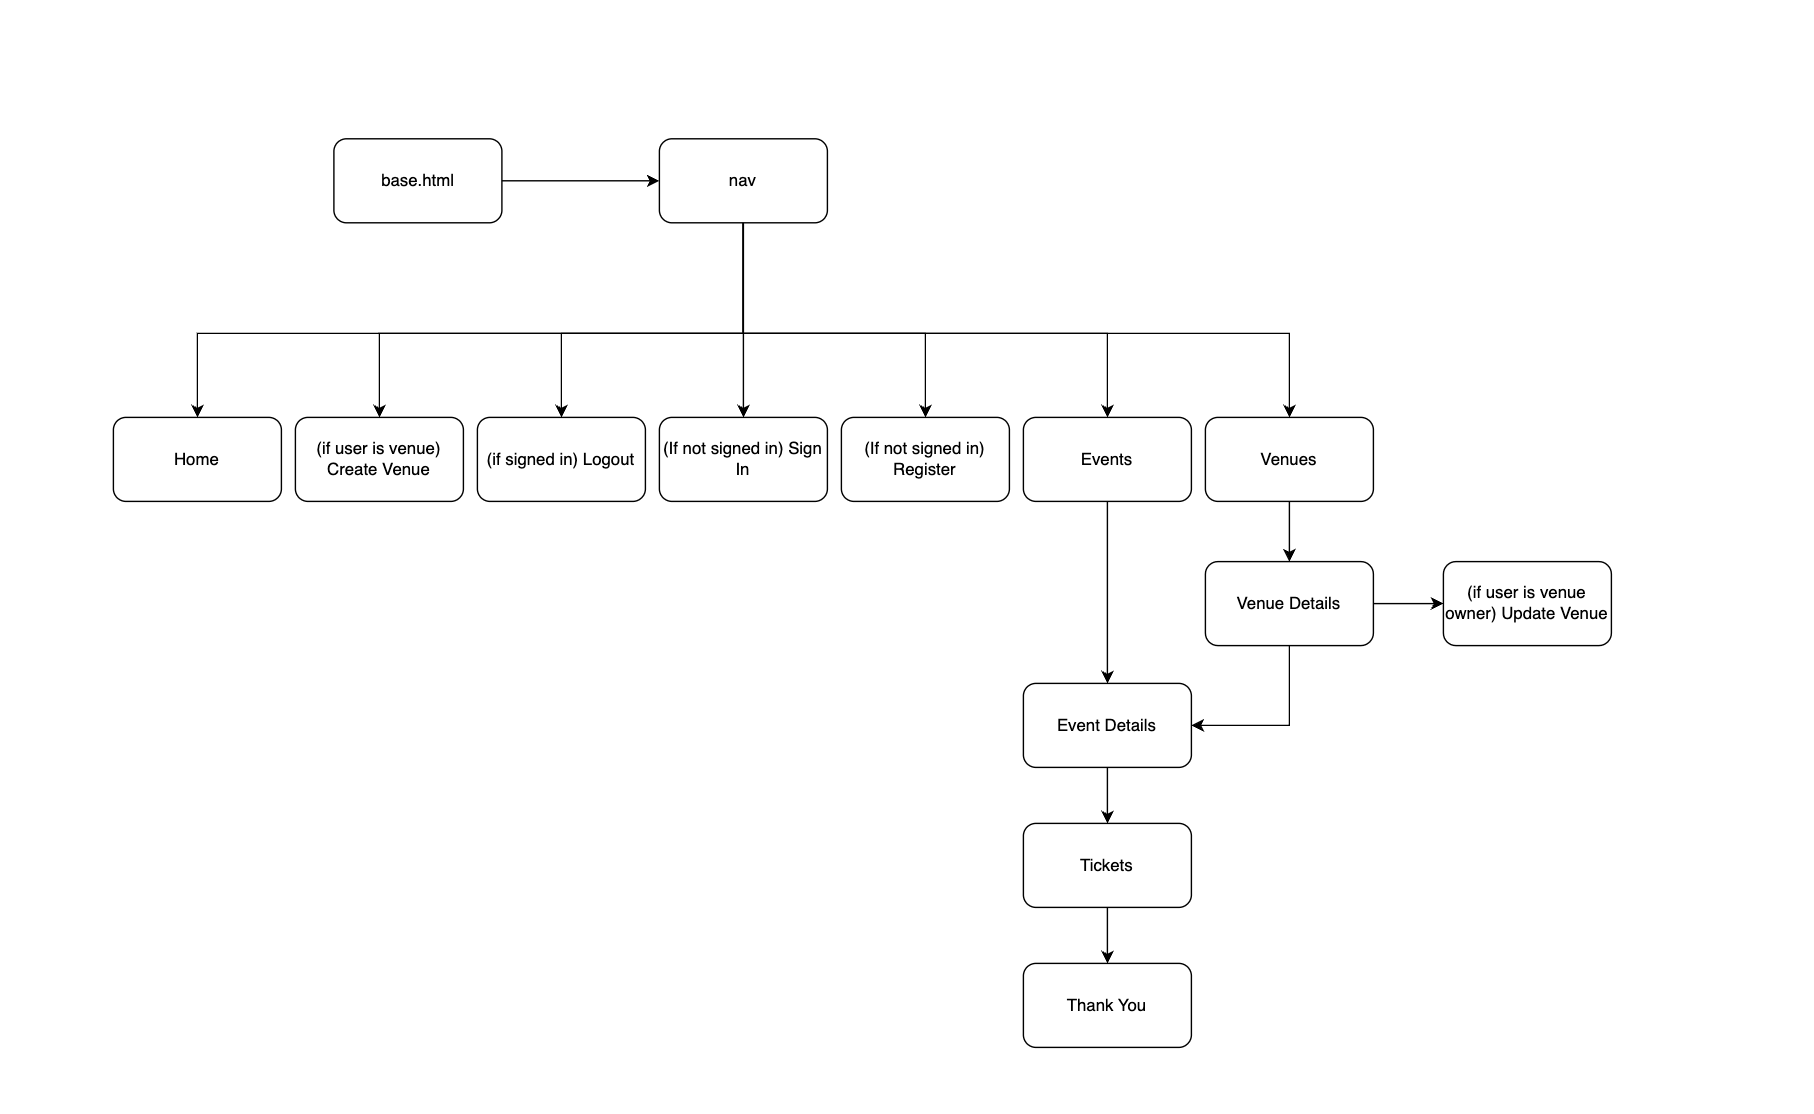 base.html
nav
Home
(if user is venue)
Create Venue
(if signed in) Logout
(If not signed in) Sign
In
(If not signed in)
Register
Events
Venues
Venue Details
(if user is venue
owner) Update Venue
Event Details
Tickets
Thank You